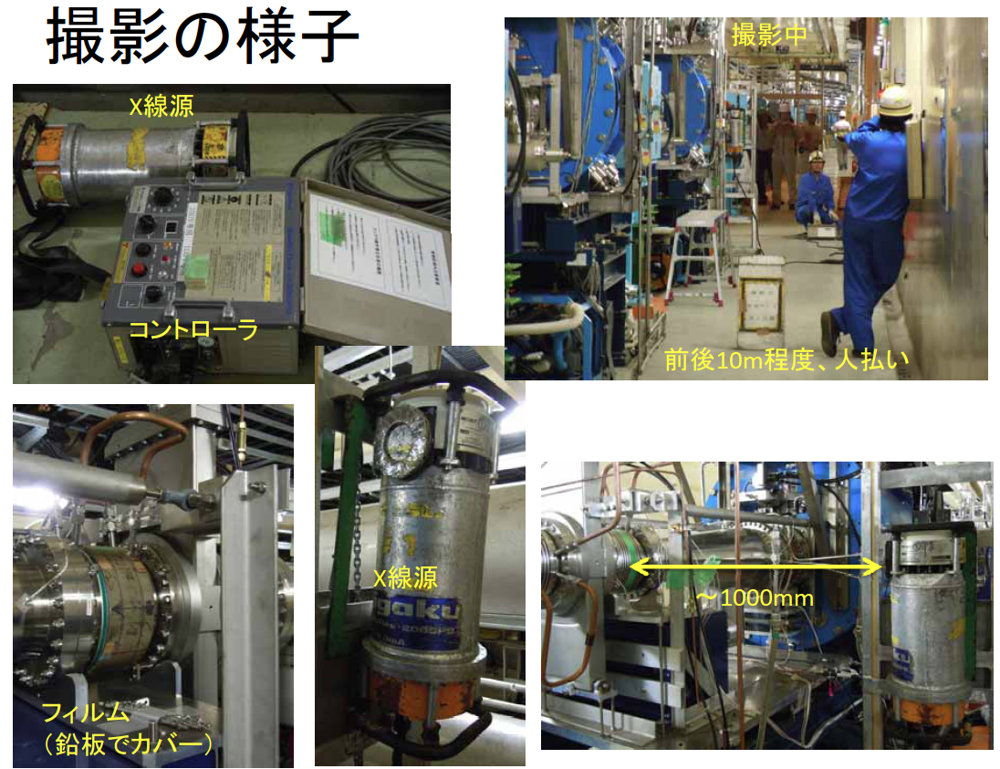 撮影の様子
X線源
コントローラ
撮影中
前後10m程度、人払い
フィルム
（鉛板でカバー）
X線源
gaku
～1000mm